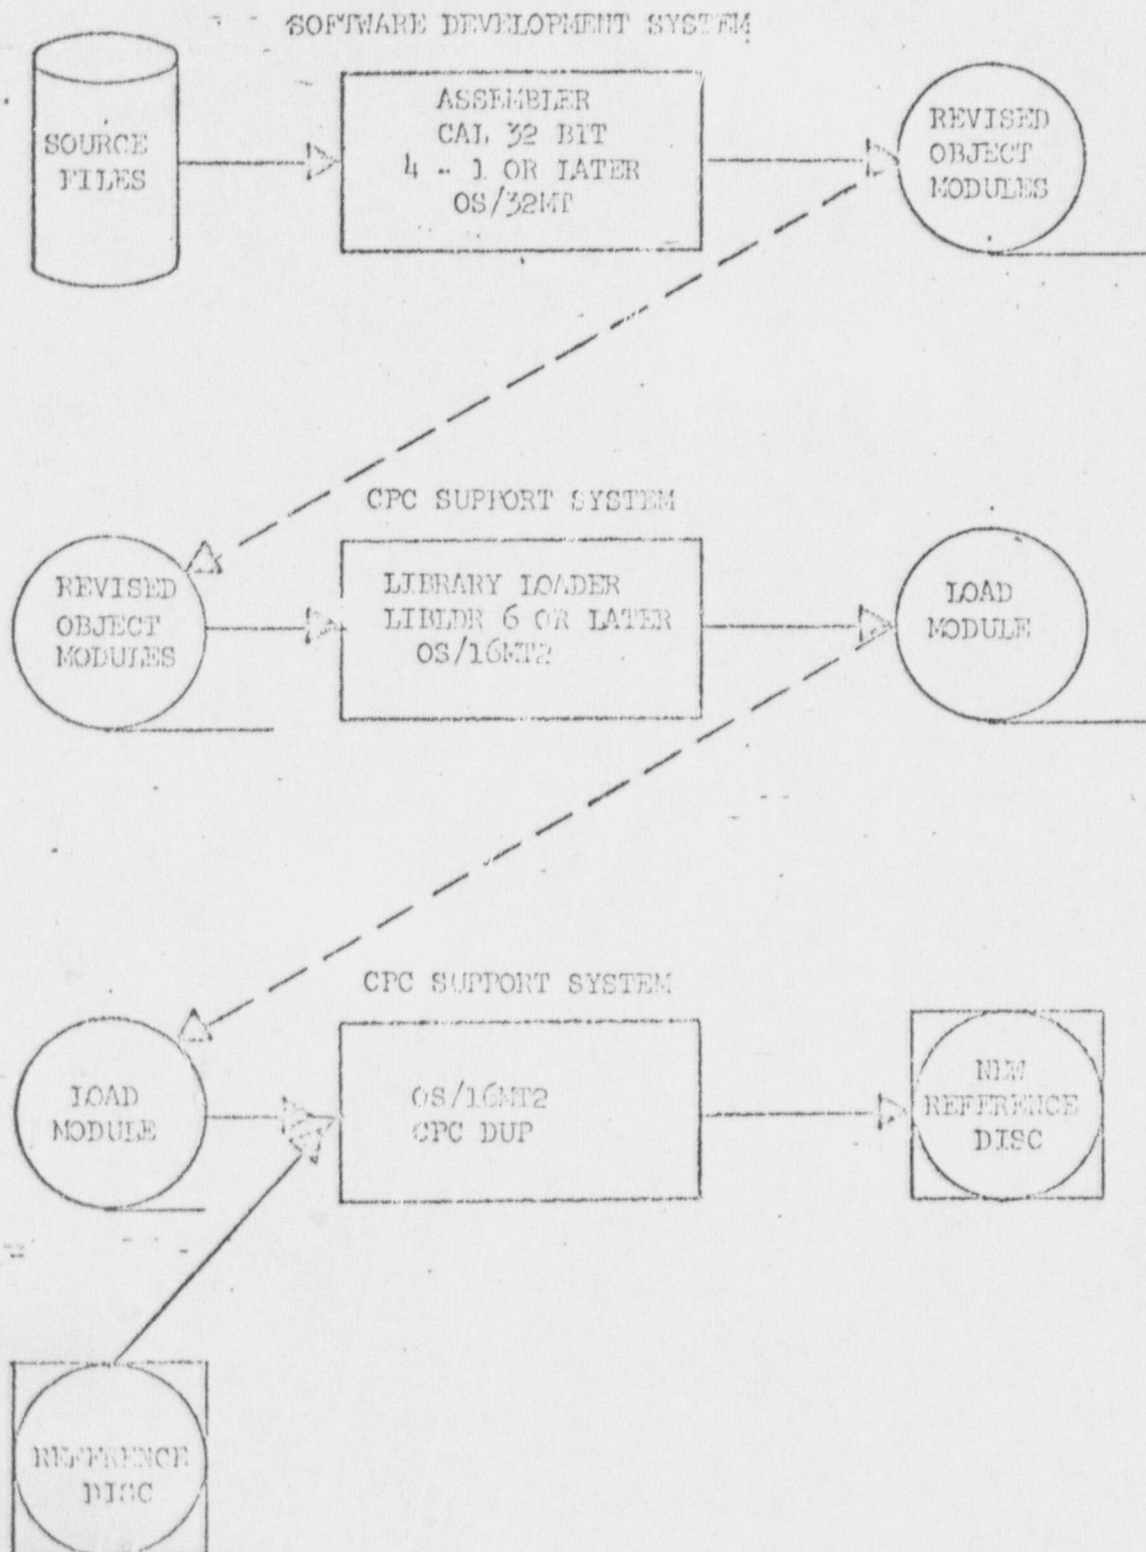 SOFTWARE DEVELOPMENT SYSTEM
SOURCE
FILES
ASSEMBLER
CAL 32 BIT
4 - 1 OR LATER
OS/32MT
REVISED
OBJECT
MODULES
CPC SUPPORT SYSTEM
REVISED
OBJECT
MODULES
LIBRARY LOADER
LIBLDR 6 OR LATER
OS/16MT2
LOAD
MODULE
CPC SUPPORT SYSTEM
LOAD
MODULE
OS/16MT2
CPC DUP
NEW
REFERENCE
DISC
REFERENCE
DISC